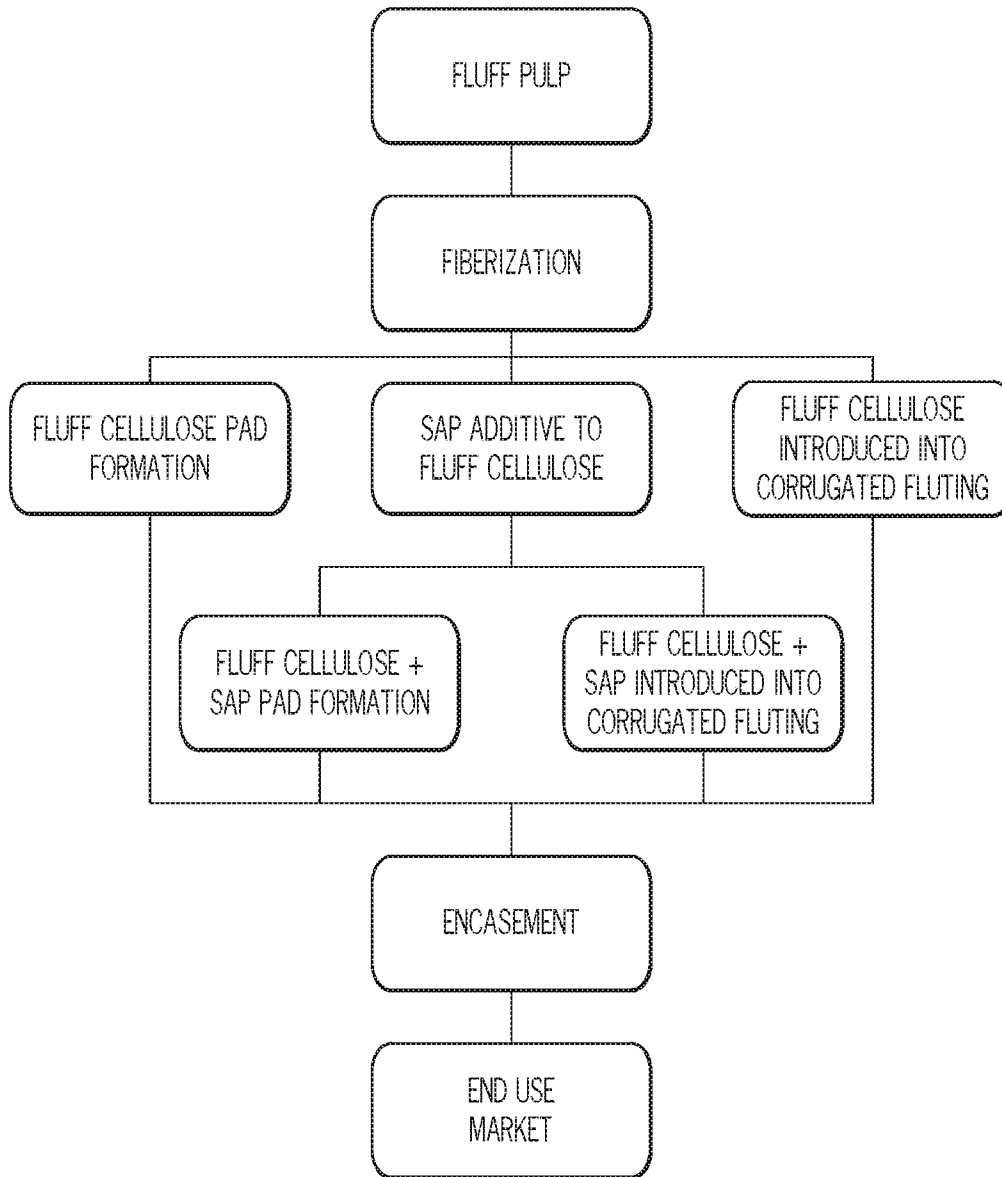 FLUFF PULP
FIBERIZATION
FLUFF CELLULOSE PAD
FORMATION
SAP ADDITIVE TO
FLUFF CELLULOSE
FLUFF CELLULOSE
INTRODUCED INTO
CORRUGATED FLUTING
FLUFF CELLULOSE +
SAP PAD FORMATION
FLUFF CELLULOSE +
SAP INTRODUCED INTO
CORRUGATED FLUTING
ENCASEMENT
END USE
MARKET